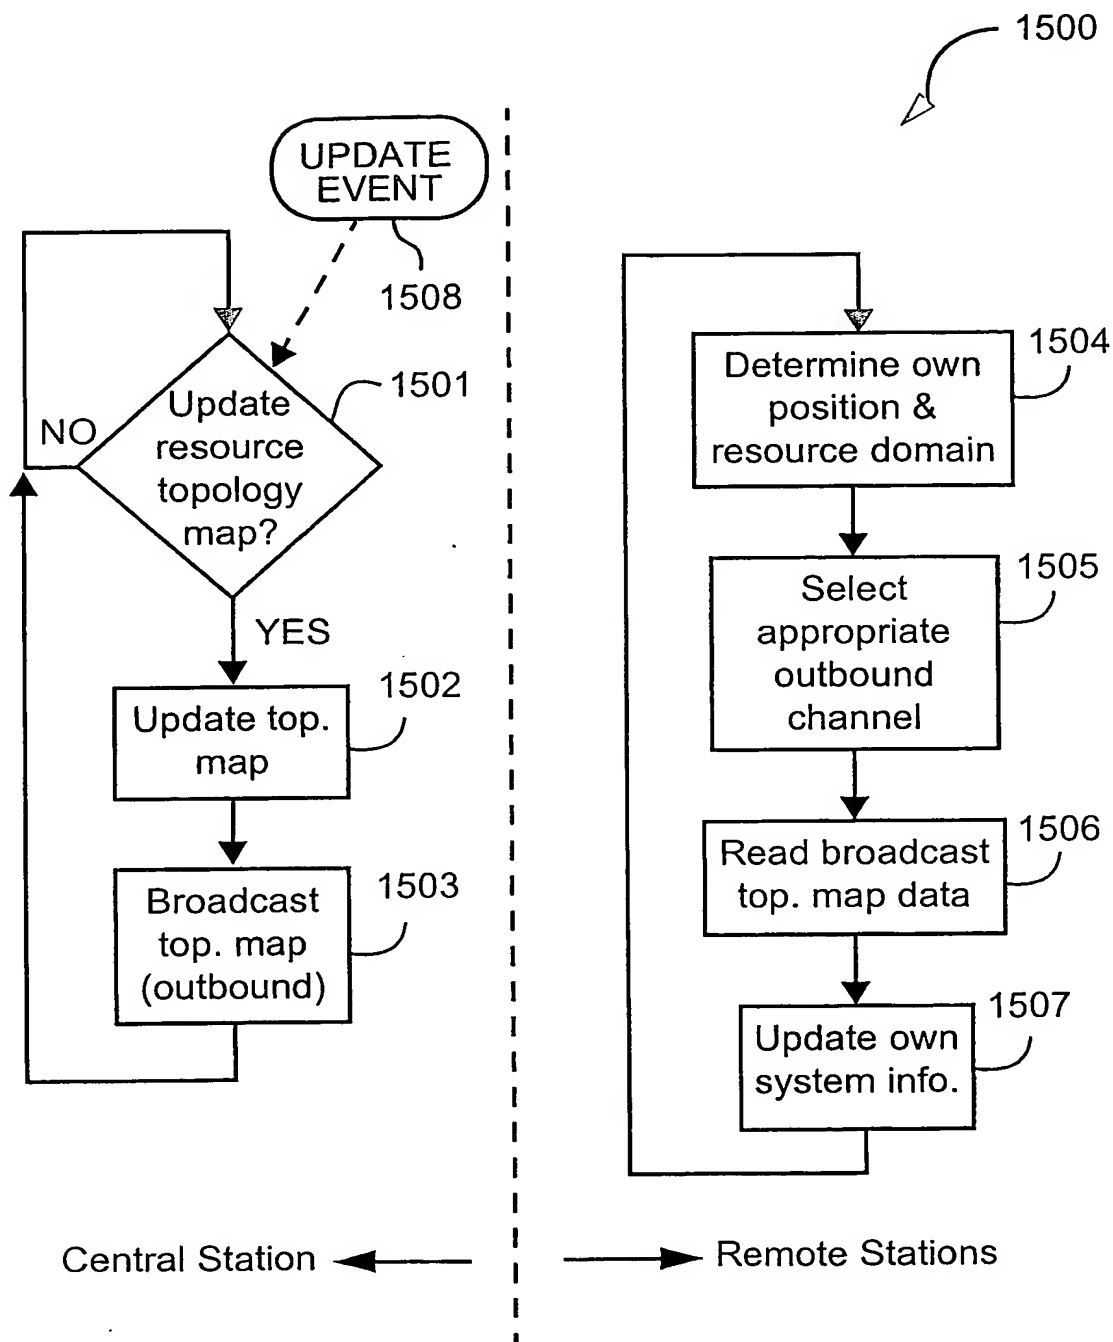 1500
UPDATE
EVENT
1508
1501
Update
resource
topology
map?
NO
YES
1502
Update top.
map
1503
Broadcast
top. map
(outbound)
1504
Determine own
position &
resource domain
1505
Select
appropriate
outbound
channel
1506
Read broadcast
top. map data
1507
Update own
system info.
Central Station
Remote Stations